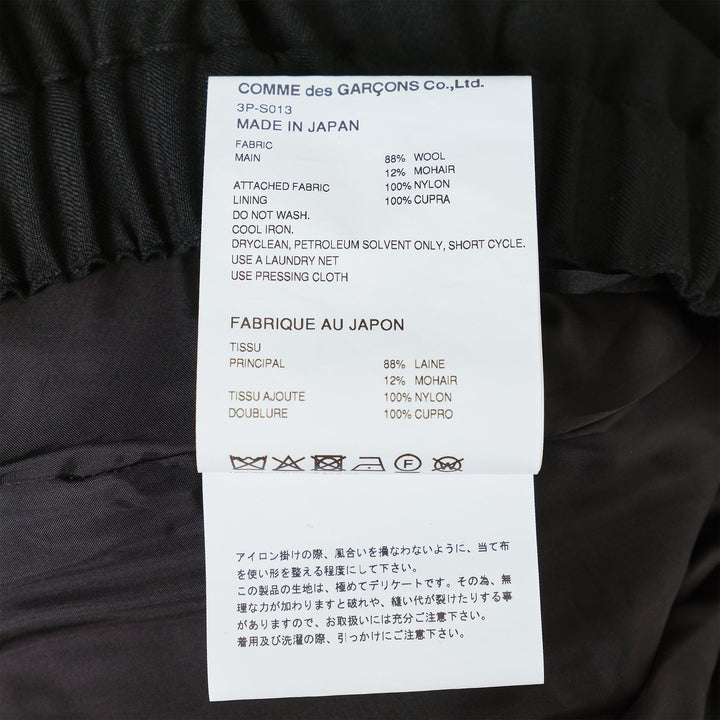 COMME des GARÇONS Co.,Ltd.
3P-S013
MADE IN JAPAN
FABRIC
MAIN 88% WOOL
12% MOHAIR
ATTACHED FABRIC 100% NYLON
LINING 100% CUPRA
DO NOT WASH.
COOL IRON.
DRYCLEAN, PETROLEUM SOLVENT ONLY, SHORT CYCLE.
USE A LAUNDRY NET
USE PRESSING CLOTH
FABRIQUE AU JAPON
TISSU
PRINCIPAL 88% LAINE
12% MOHAIR
TISSU AJOUTE 100% NYLON
DOUBLURE 100% CUPRO
F
アイロン掛けの際、風合いを損なわないように、当て布
を使い形を整える程度にして下さい。
この製品の生地は、極めてデリケートです。その為、無
理な力が加わりますと破れや、縫い代が裂けたりする事
がありますので、お取扱いには充分ご注意下さい。
着用及び洗濯の際、引っかけにご注意下さい。